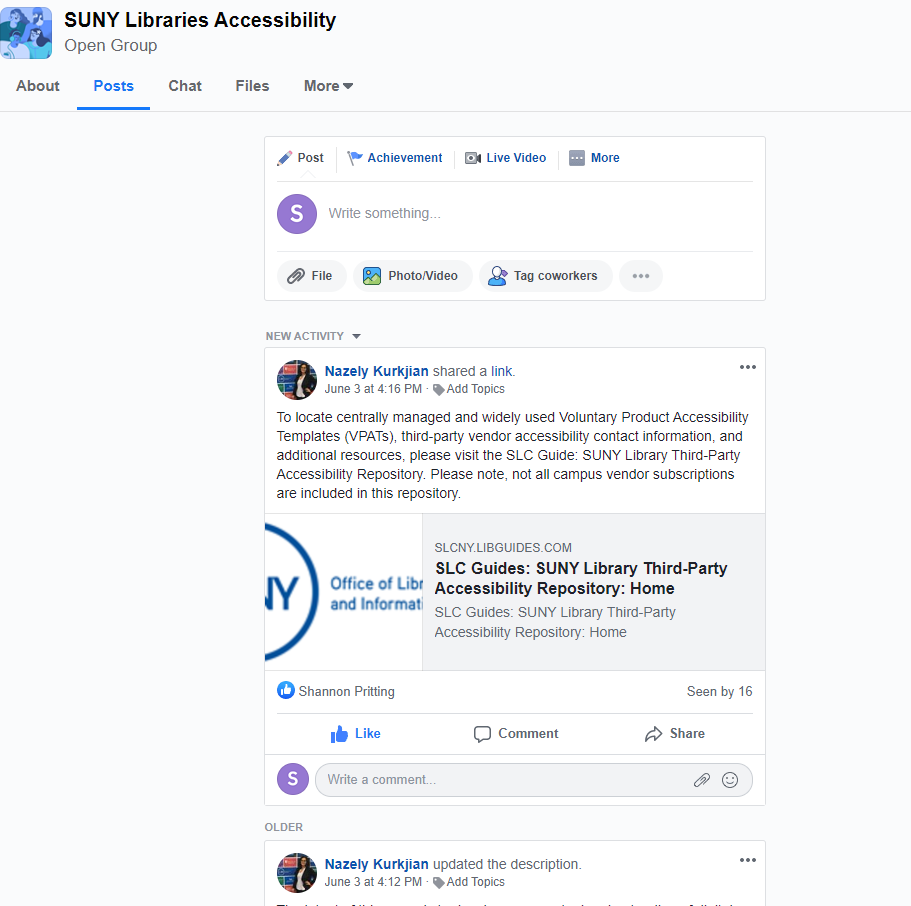 SUNY Libraries Accessibility
Open Group
About Posts Chat Files More
Post Achievement Live Video More
S Write something...
File Photo/Video Tag coworkers
NEW ACTIVITY
Nazely Kurkjian shared a link.
June 3 at 4:16 PM · Add Topics
To locate centrally managed and widely used Voluntary Product Accessibility
Templates (VPATs), third-party vendor accessibility contact information, and
additional resources, please visit the SLC Guide: SUNY Library Third-Party
Accessibility Repository. Please note, not all campus vendor subscriptions
are included in this repository.
NY
Office of Libr
and Informati
SLCNY.LIBGUIDES.COM
SLC Guides: SUNY Library Third-Party
Accessibility Repository: Home
SLC Guides: SUNY Library Third-Party
Accessibility Repository: Home
Shannon Pritting Seen by 16
Like Comment Share
S Write a comment...
OLDER
Nazely Kurkjian updated the description.
June 3 at 4:12 PM · Add Topics